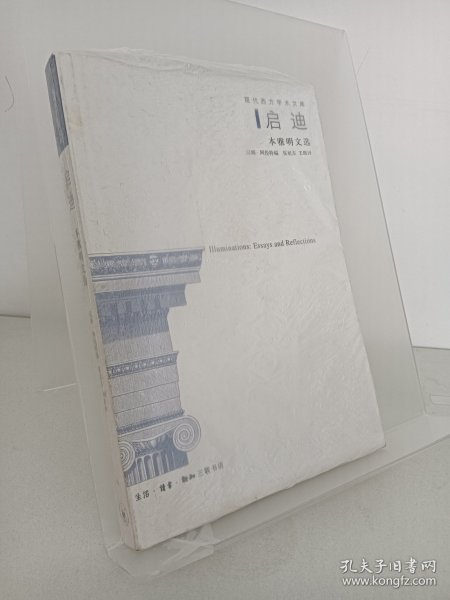 现代西方学术文库
启迪
本雅明文选
汉娜·阿伦特编 张旭东 王斑译
Illuminations: Essays and Reflections
生活·读书·新知三联书店
启迪
孔夫子旧书网
www.kongfz.com